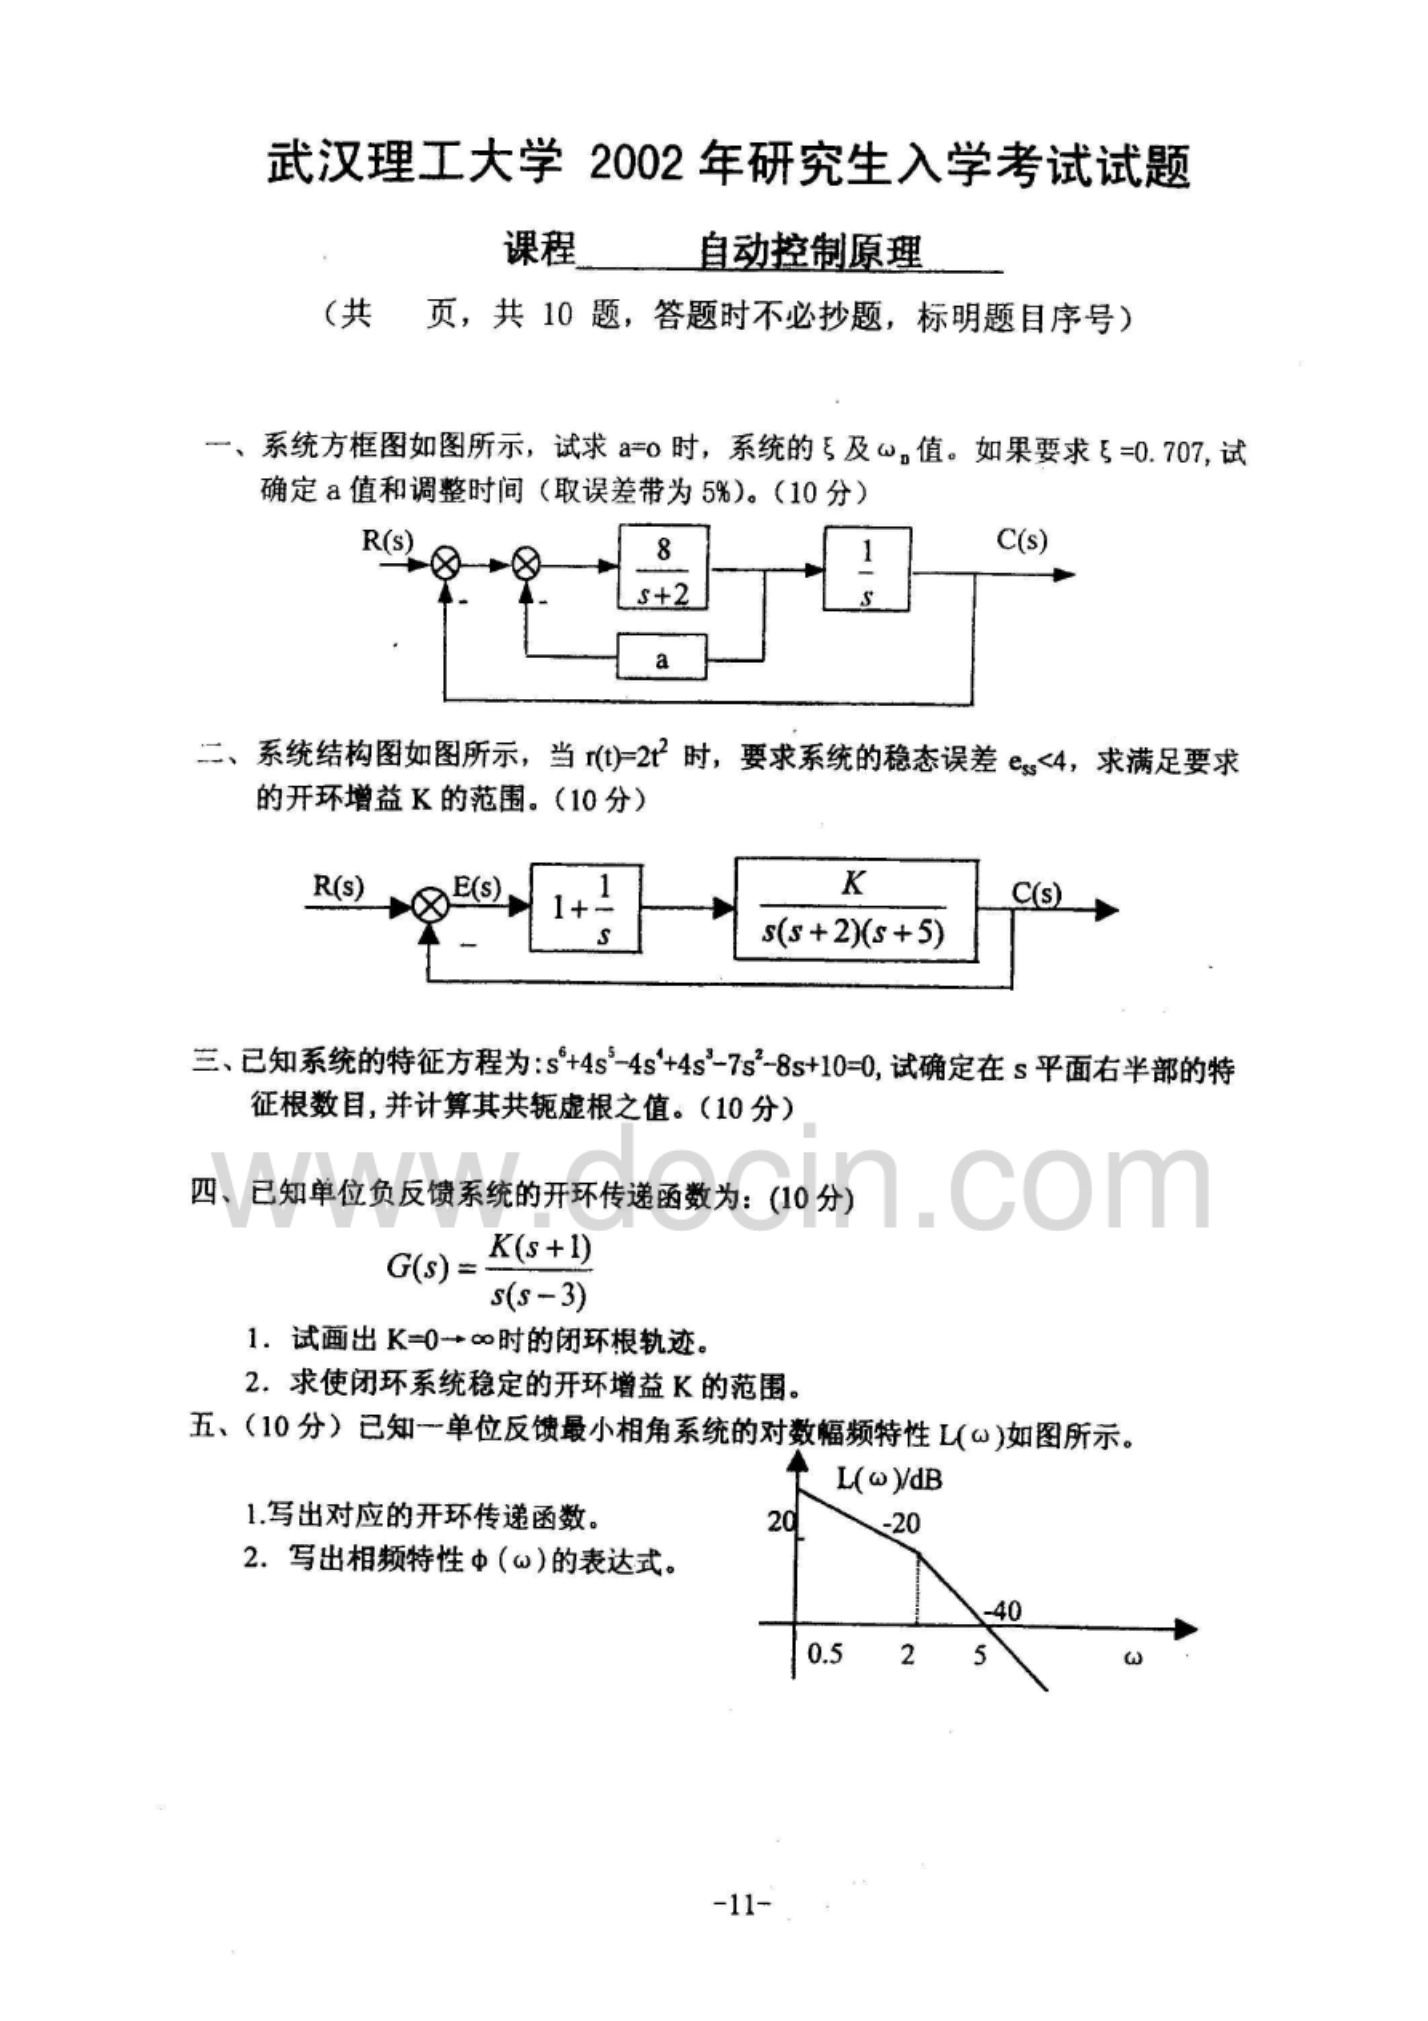 武汉理工大学 2002 年研究生入学考试试题
课程 自动控制原理
（共 页，共 10 题，答题时不必抄题，标明题目序号）
一、系统方框图如图所示，试求 a=o 时，系统的 ξ 及 ωn 值。如果要求 ξ=0.707, 试
确定 a 值和调整时间（取误差带为 5%）。（10 分）
R(s)
8
s+2
1
s
C(s)
- -
a
二、系统结构图如图所示，当 r(t)=2t² 时，要求系统的稳态误差 ess<4，求满足要求
的开环增益 K 的范围。（10 分）
R(s)
E(s)
1+1/s
K
s(s+2)(s+5)
C(s)
−
三、已知系统的特征方程为:s⁶+4s⁵-4s⁴+4s³-7s²-8s+10=0, 试确定在 s 平面右半部的特
征根数目, 并计算其共轭虚根之值。（10 分）
www.docin.com
四、已知单位负反馈系统的开环传递函数为：(10 分)
G(s) = K(s+1) / s(s−3)
1. 试画出 K=0→∞时的闭环根轨迹。
2. 求使闭环系统稳定的开环增益 K 的范围。
五、（10 分）已知一单位反馈最小相角系统的对数幅频特性 L(ω)如图所示。
L(ω)/dB
1.写出对应的开环传递函数。
20
-20
2. 写出相频特性 φ(ω)的表达式。
-40
0.5 2 5 ω
-11-